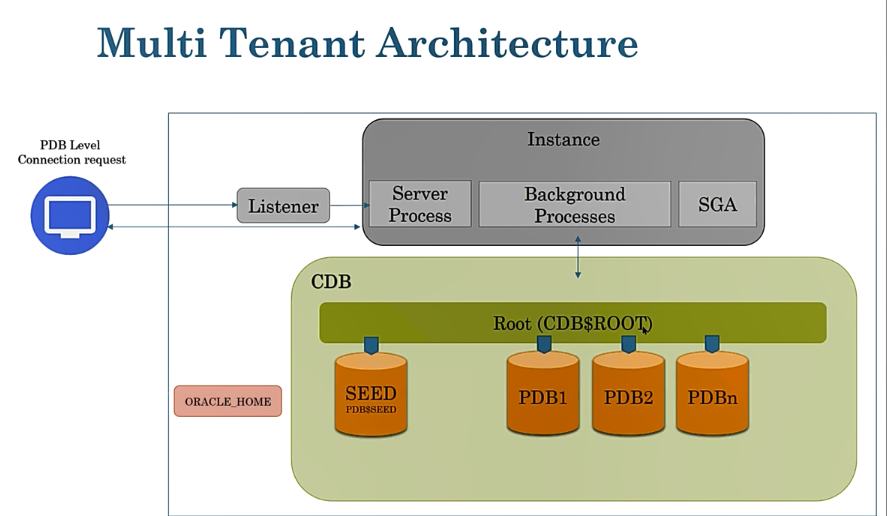 Multi Tenant Architecture
PDB Level
Connection request
Instance
Listener
Server
Process
Background
Processes
SGA
CDB
Root (CDB$ROOT)
ORACLE_HOME
SEED
PDB$SEED
PDB1
PDB2
PDBn